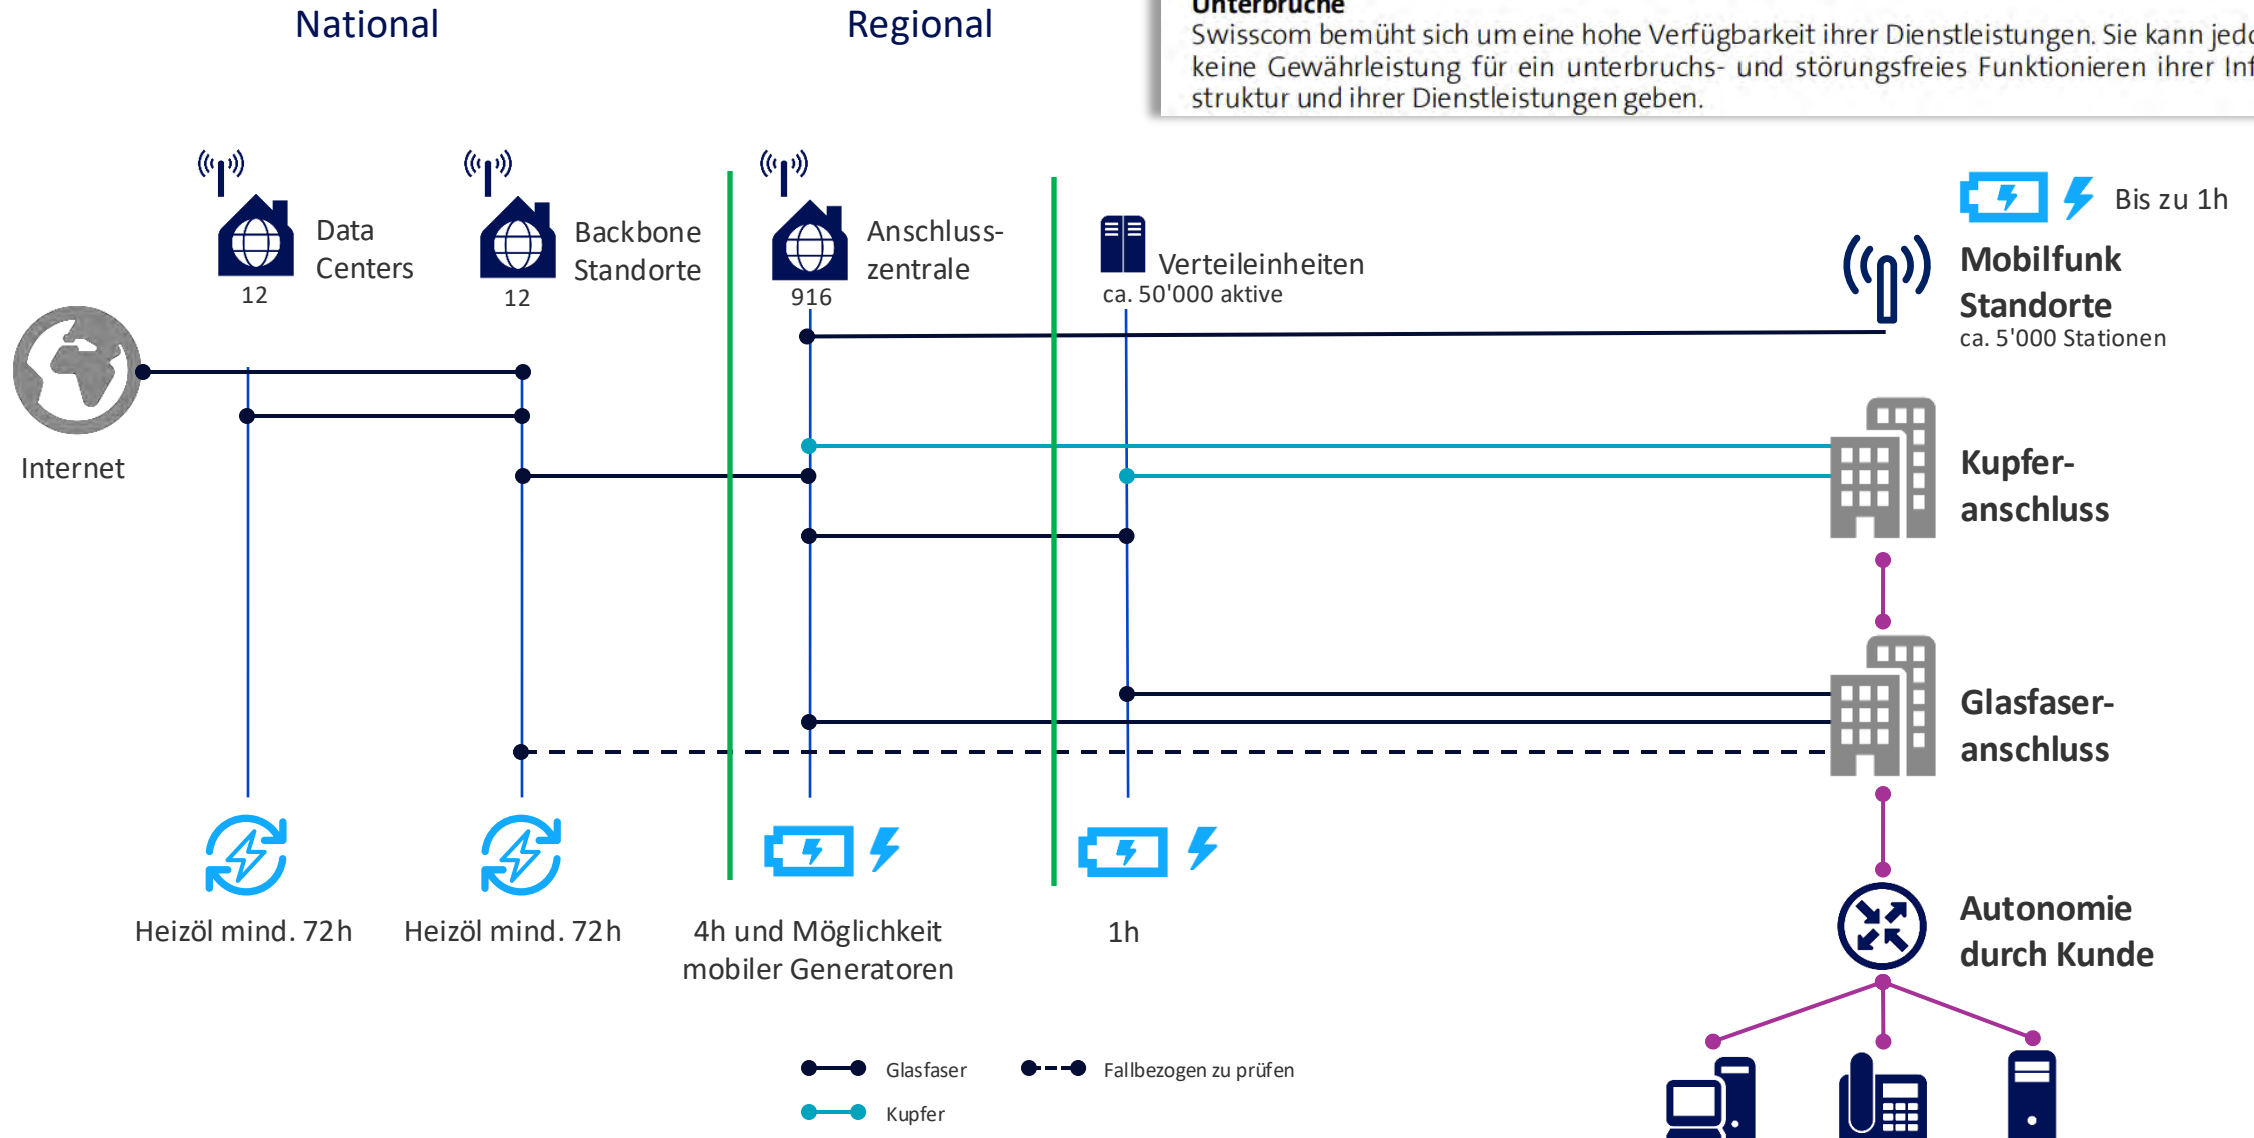 National
Regional
Unterbrüche
Swisscom bemüht sich um eine hohe Verfügbarkeit ihrer Dienstleistungen. Sie kann
keine Gewährleistung für ein unterbruchs- und störungsfreies Funktionieren ihrer
struktur und ihrer Dienstleistungen geben.
Data
Centers
12
Backbone
Standorte
12
Anschluss-
zentrale
916
Verteileinheiten
ca. 50'000 aktive
Bis zu 1h
Mobilfunk
Standorte
ca. 5'000 Stationen
Internet
Kupfer-
anschluss
Glasfaser-
anschluss
Autonomie
durch Kunde
Heizöl mind. 72h
Heizöl mind. 72h
4h und Möglichkeit
mobiler Generatoren
1h
Glasfaser
Fallbezogen zu prüfen
Kupfer